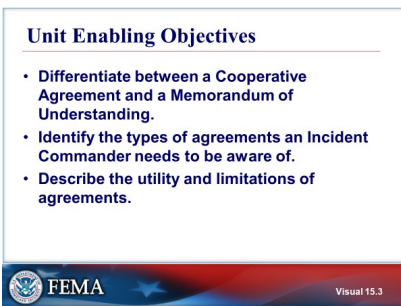 Unit Enabling Objectives
• Differentiate between a Cooperative
Agreement and a Memorandum of
Understanding.
• Identify the types of agreements an Incident
Commander needs to be aware of.
• Describe the utility and limitations of
agreements.
FEMA
Visual 15.3